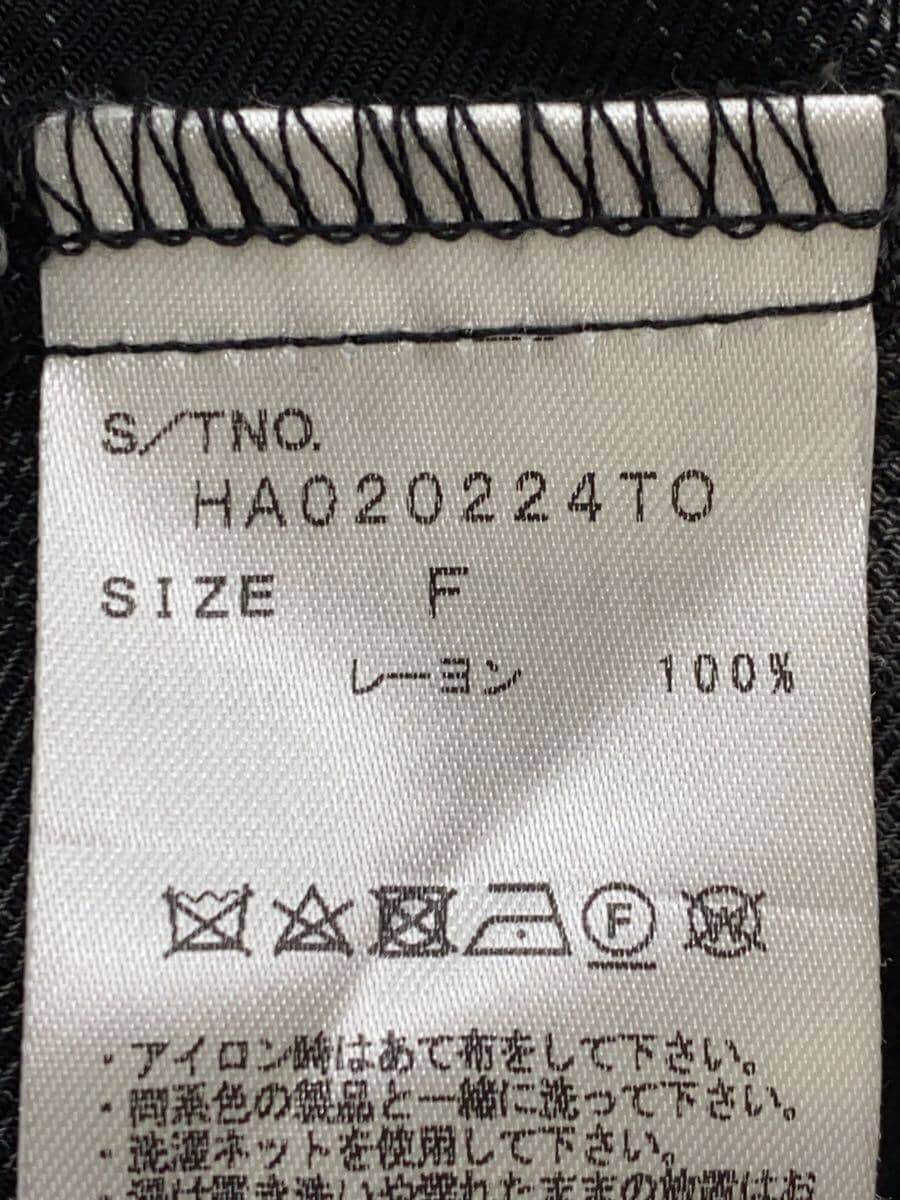 S/TNO.
HA020224TO
SIZE F
レーヨン 100%
F
W
・アイロン時はあて布をして下さい。
・同系色の製品と一緒に洗って下さい。
・洗濯ネットを使用して下さい。